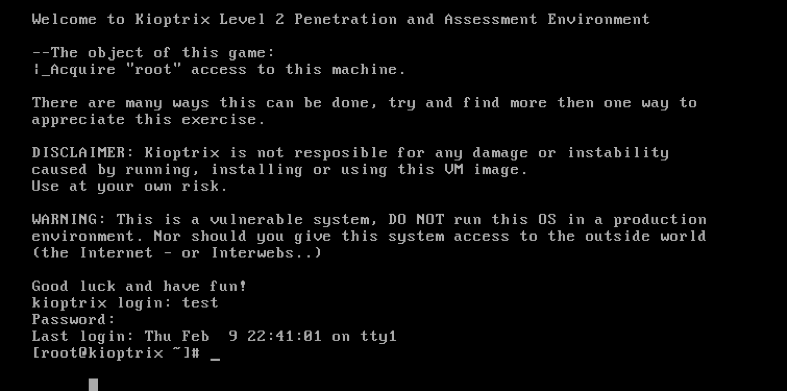 Welcome to Kioptrix Level 2 Penetration and Assessment Environment
--The object of this game:
|_Acquire "root" access to this machine.
There are many ways this can be done, try and find more then one way to
appreciate this exercise.
DISCLAIMER: Kioptrix is not resposible for any damage or instability
caused by running, installing or using this VM image.
Use at your own risk.
WARNING: This is a vulnerable system, DO NOT run this OS in a production
environment. Nor should you give this system access to the outside world
(the Internet - or Interwebs..)
Good luck and have fun!
kioptrix login: test
Password:
Last login: Thu Feb  9 22:41:01 on tty1
[root@kioptrix ~]# _